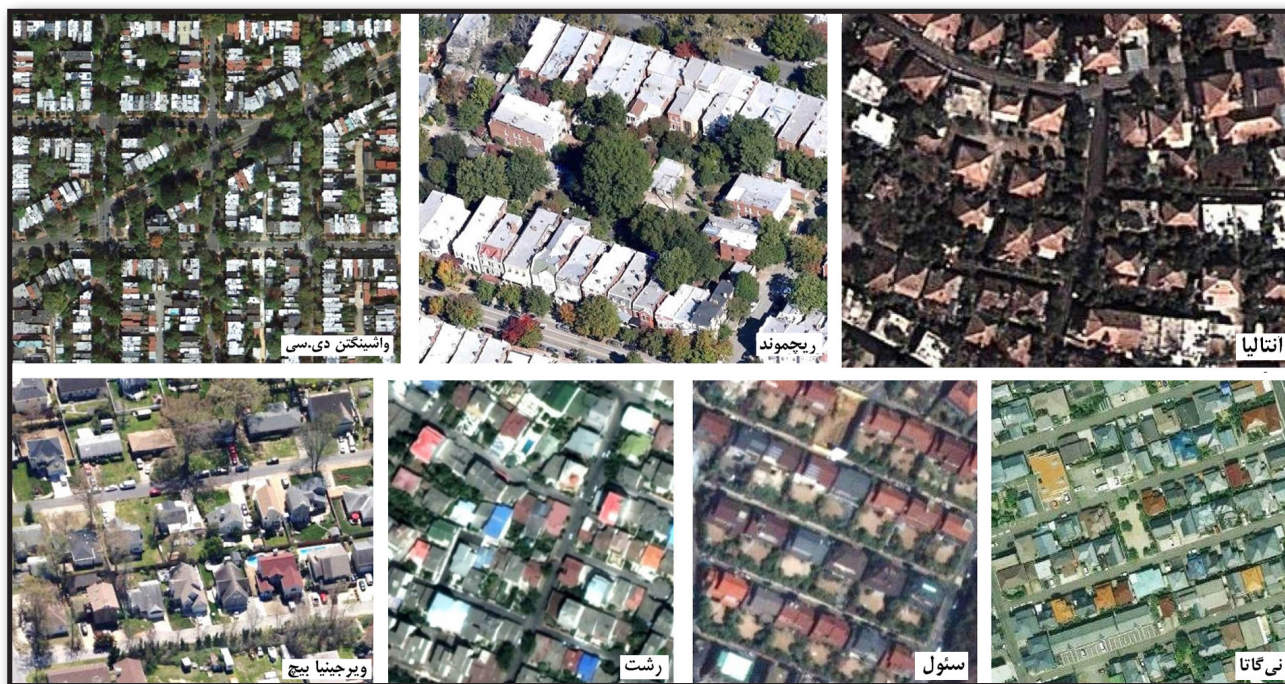 واشینگتن دی.سی
ریچموند
انتالیا
ویرجینیا بیچ
رشت
سئول
نی‌گاتا